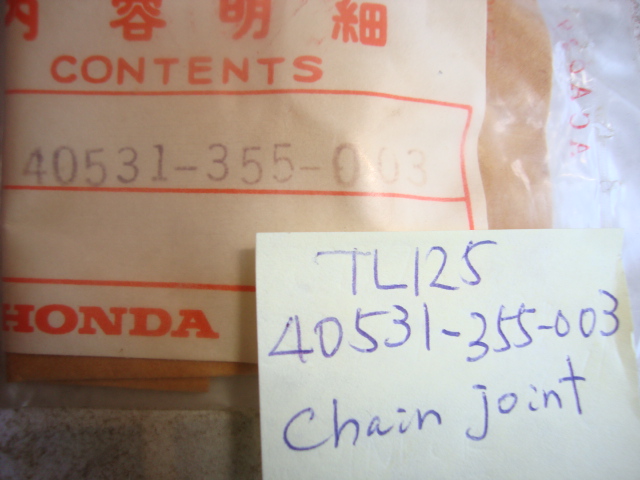 内容明細
CONTENTS
40531-355-003
HONDA
TL125
40531-355-003
Chain joint